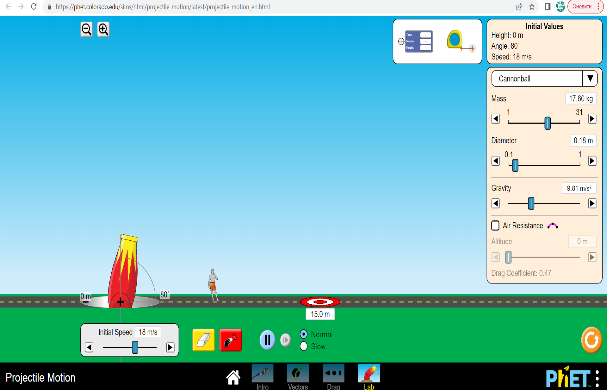 https://phet.colorado.edu/sims/html/projectile-motion/latest/projectile-motion_en.html
Initial Values
Height: 0 m
Angle: 80°
Speed: 18 m/s
Cannonball
Mass 17.60 kg
1 31
Diameter 0.18 m
0.1 1
Gravity 9.81 m/s²
Air Resistance
Altitude 0 m
Drag Coefficient: 0.47
0 m
80°
15.0 m
Initial Speed 18 m/s
Normal
Slow
Projectile Motion
Intro
Vectors
Drag
Lab
PhET